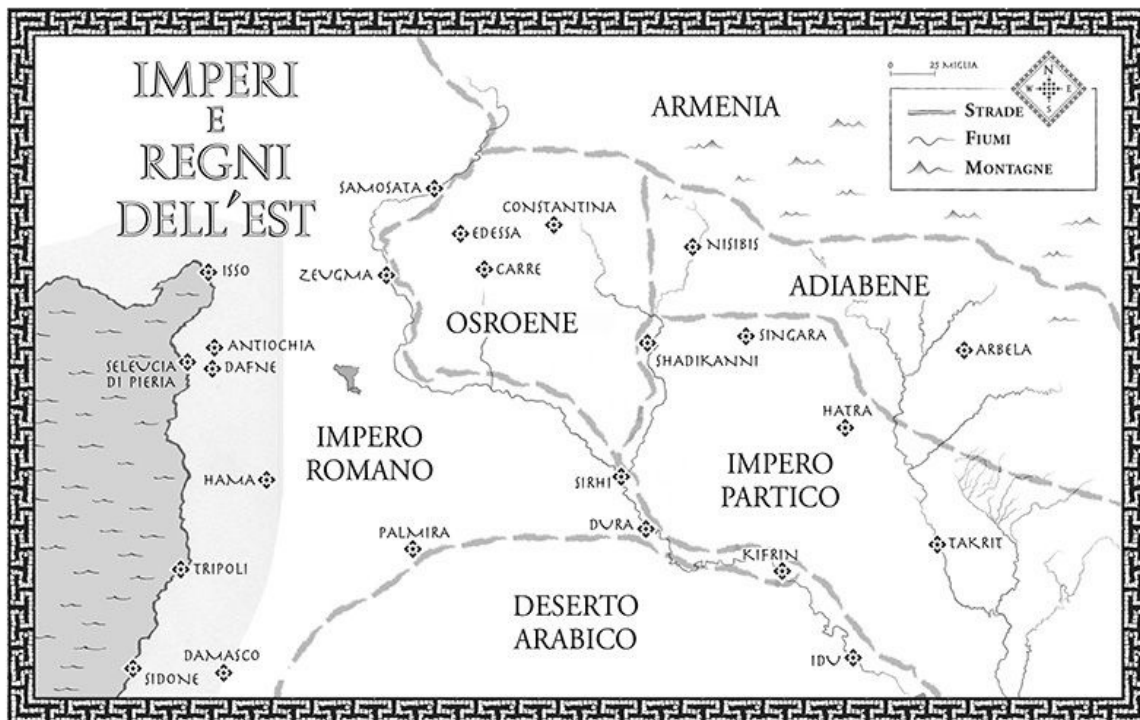 IMPERI
E
REGNI
DELL'EST
0 25 MIGLIA
N
W E
S
STRADE
FIUMI
MONTAGNE
ARMENIA
SAMOSATA
CONSTANTINA
EDESSA
NISIBIS
ISSO
ZEUGMA
CARRE
ADIABENE
OSROENE
ANTIOCHIA
SELEUCIA
DI PIERIA
DAFNE
SHADIKANNI
SINGARA
ARBELA
HATRA
IMPERO
ROMANO
HAMA
SIRHI
IMPERO
PARTICO
PALMIRA
DURA
KIFRIN
TAKRIT
TRIPOLI
DESERTO
ARABICO
DAMASCO
SIDONE
IDU